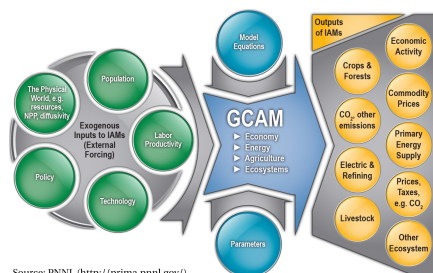 Population
The Physical
World, e.g.
resources,
NPP, diffusivity
Exogenous
Inputs to IAMs
(External
Forcing)
Labor
Productivity
Policy
Technology
Model
Equations
GCAM
► Economy
► Energy
► Agriculture
► Ecosystems
Parameters
Outputs
of IAMs
Economic
Activity
Crops &
Forests
Commodity
Prices
CO2, other
emissions
Primary
Energy
Supply
Electric &
Refining
Prices,
Taxes,
e.g. CO2
Livestock
Other
Ecosystem
Source: PNNL (http://prima.pnnl.gov/)